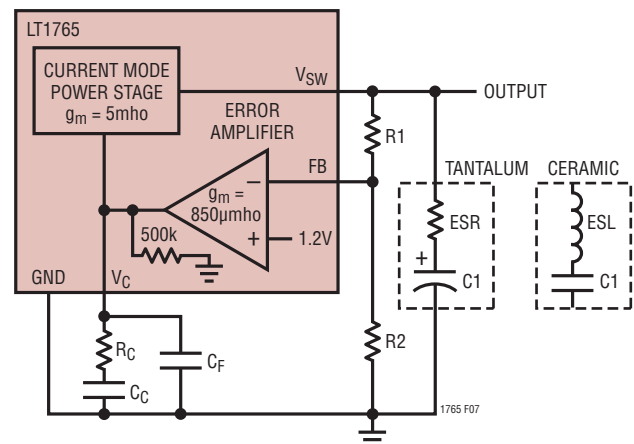 LT1765
CURRENT MODE
POWER STAGE
gm = 5mho
VSW
OUTPUT
ERROR
AMPLIFIER
R1
FB
TANTALUM
CERAMIC
gm =
850µmho
–
+
1.2V
500k
ESR
ESL
+
C1
C1
GND
VC
RC
CF
R2
CC
1765 F07